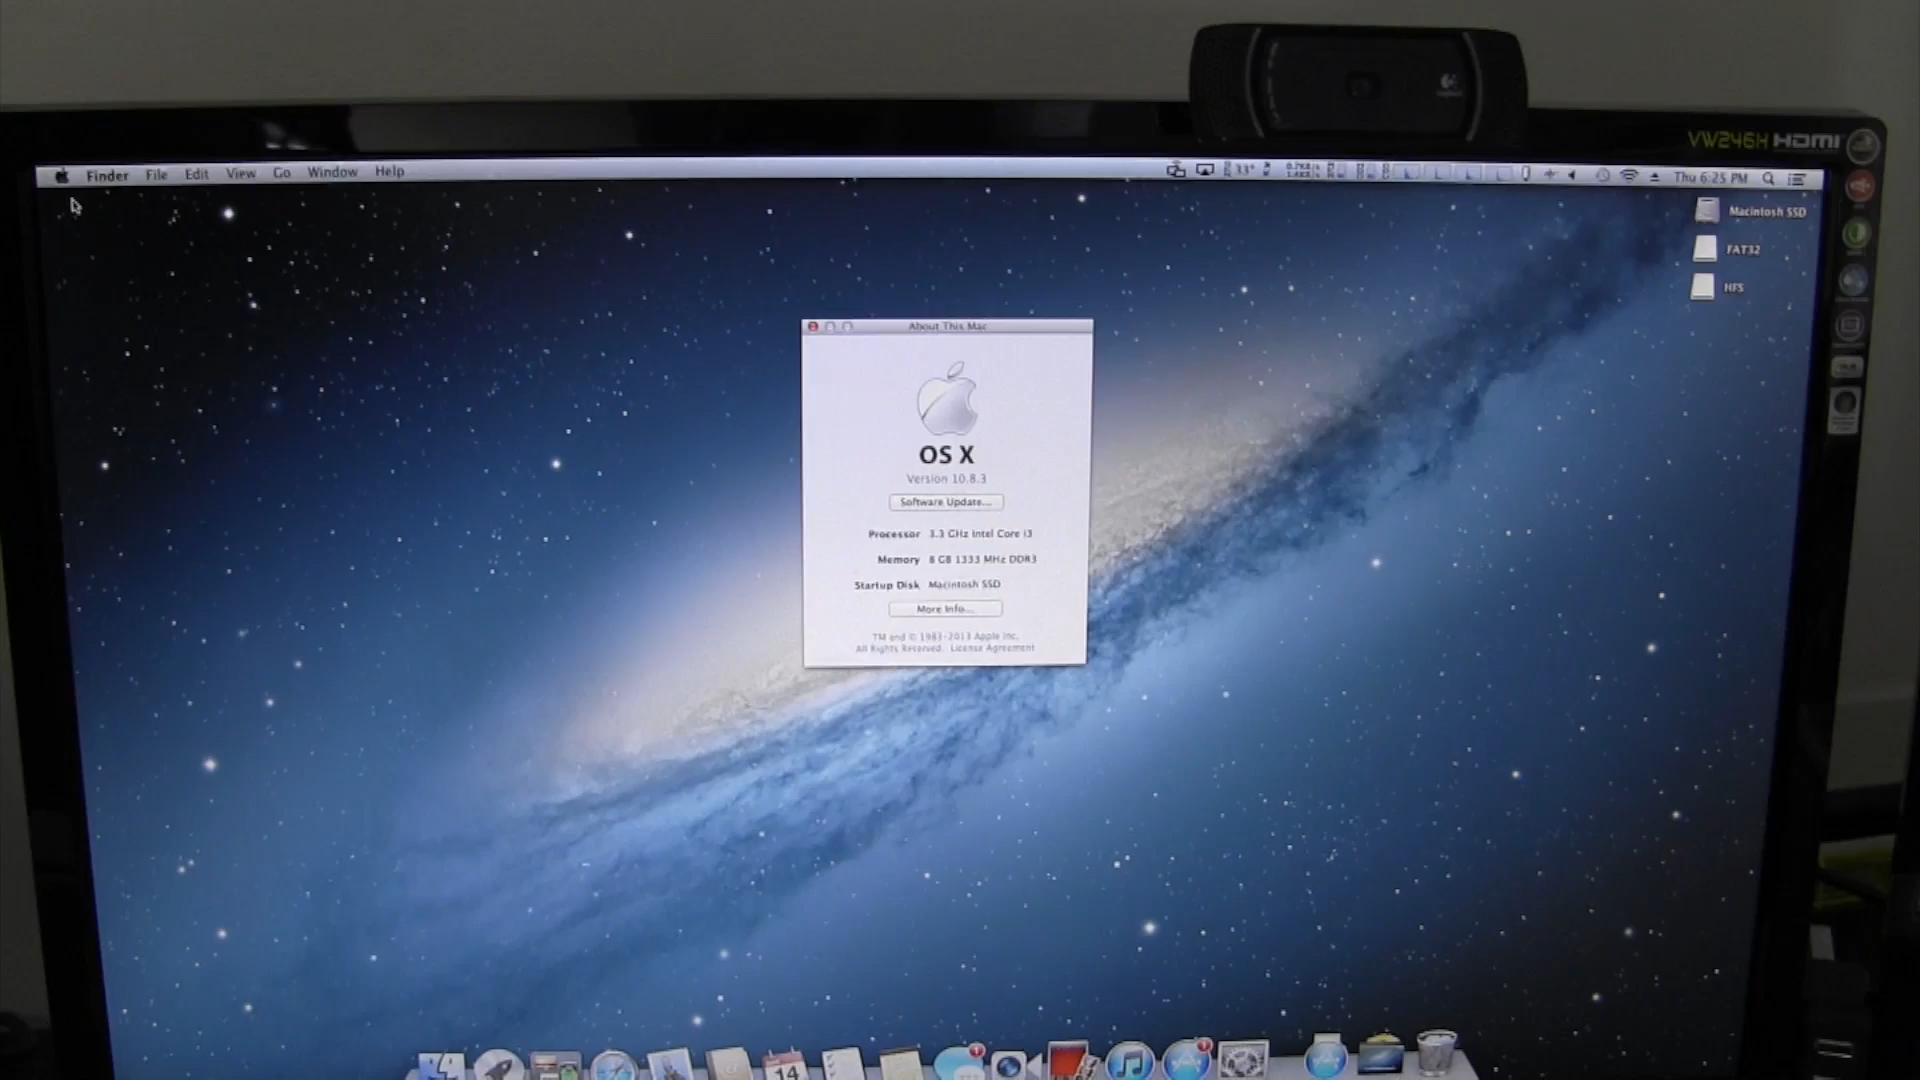 VW246H HDMI
Finder File Edit View Go Window Help
33°
Thu 6:25 PM
Macintosh SSD
FAT32
HFS
About This Mac
OS X
Version 10.8.3
Software Update...
Processor 3.3 GHz Intel Core i3
Memory 8 GB 1333 MHz DDR3
Startup Disk Macintosh SSD
More Info...
TM and © 1983-2013 Apple Inc.
All Rights Reserved. License Agreement
14